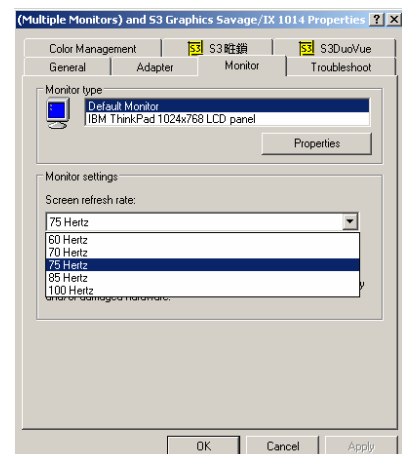 (Multiple Monitors) and S3 Graphics Savage/IX 1014 Properties ? X
Color Management S3 S3 S3 S3DuoVue
General Adapter Monitor Troubleshoot
Monitor type
Default Monitor
IBM ThinkPad 1024x768 LCD panel
Properties
Monitor settings
Screen refresh rate:
75 Hertz
60 Hertz
70 Hertz
75 Hertz
85 Hertz
100 Hertz
and/or damaged hardware.
OK Cancel Apply